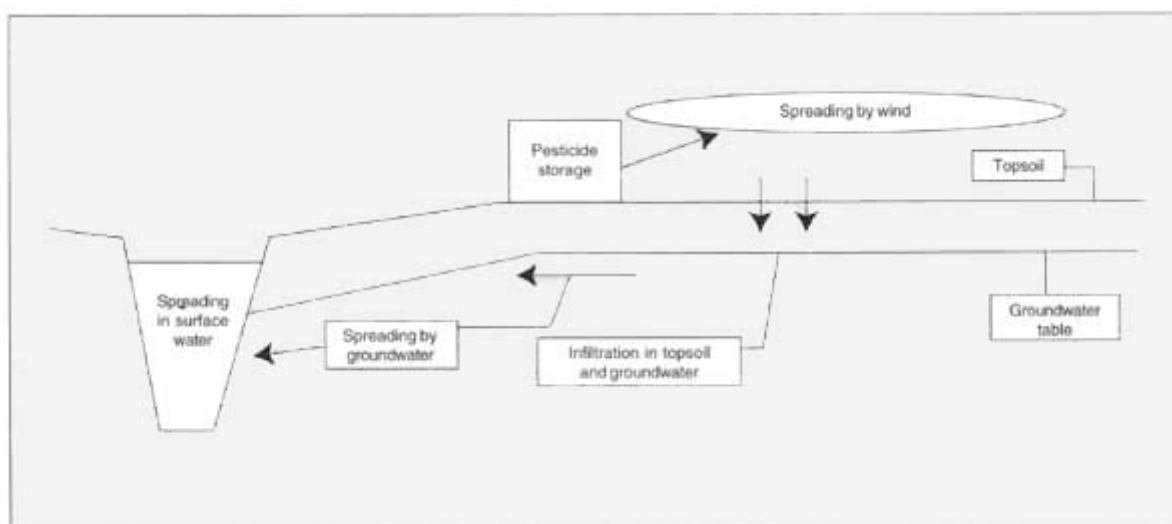 Spreading by wind
Pesticide
storage
Topsoil
Spreading
in surface
water
Spreading by
groundwater
Infiltration in topsoil
and groundwater
Groundwater
table